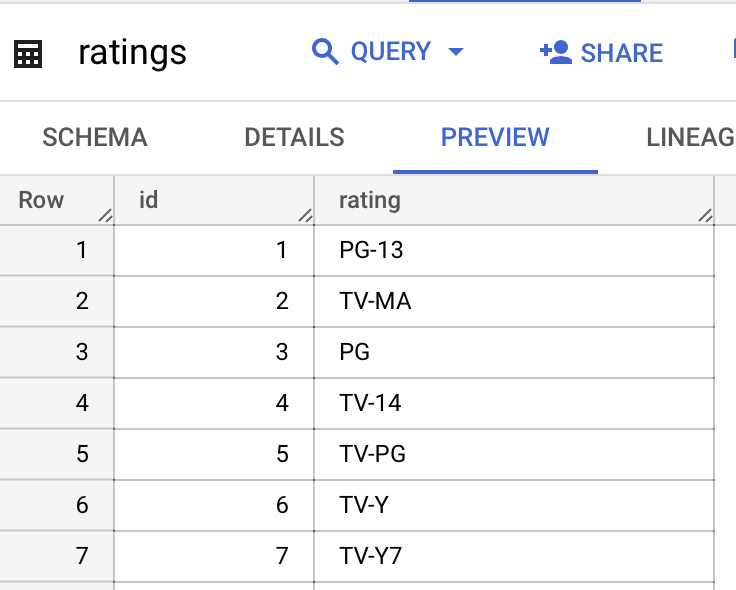 ratings QUERY SHARE
SCHEMA DETAILS PREVIEW LINEAG
Row id rating
1 1 PG-13
2 2 TV-MA
3 3 PG
4 4 TV-14
5 5 TV-PG
6 6 TV-Y
7 7 TV-Y7